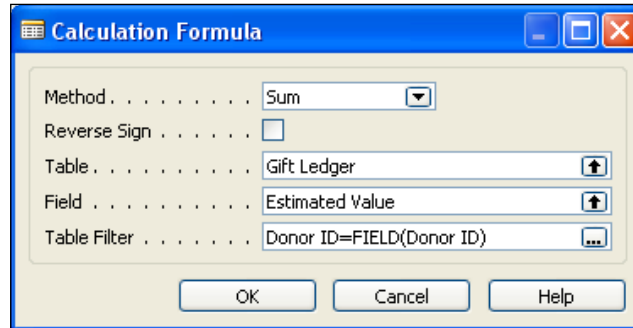 Calculation Formula
Method. . . . . . . . . . Sum
Reverse Sign . . . . . .
Table. . . . . . . . . . . Gift Ledger
Field . . . . . . . . . . . Estimated Value
Table Filter . . . . . . . Donor ID=FIELD(Donor ID) ...
OK Cancel Help